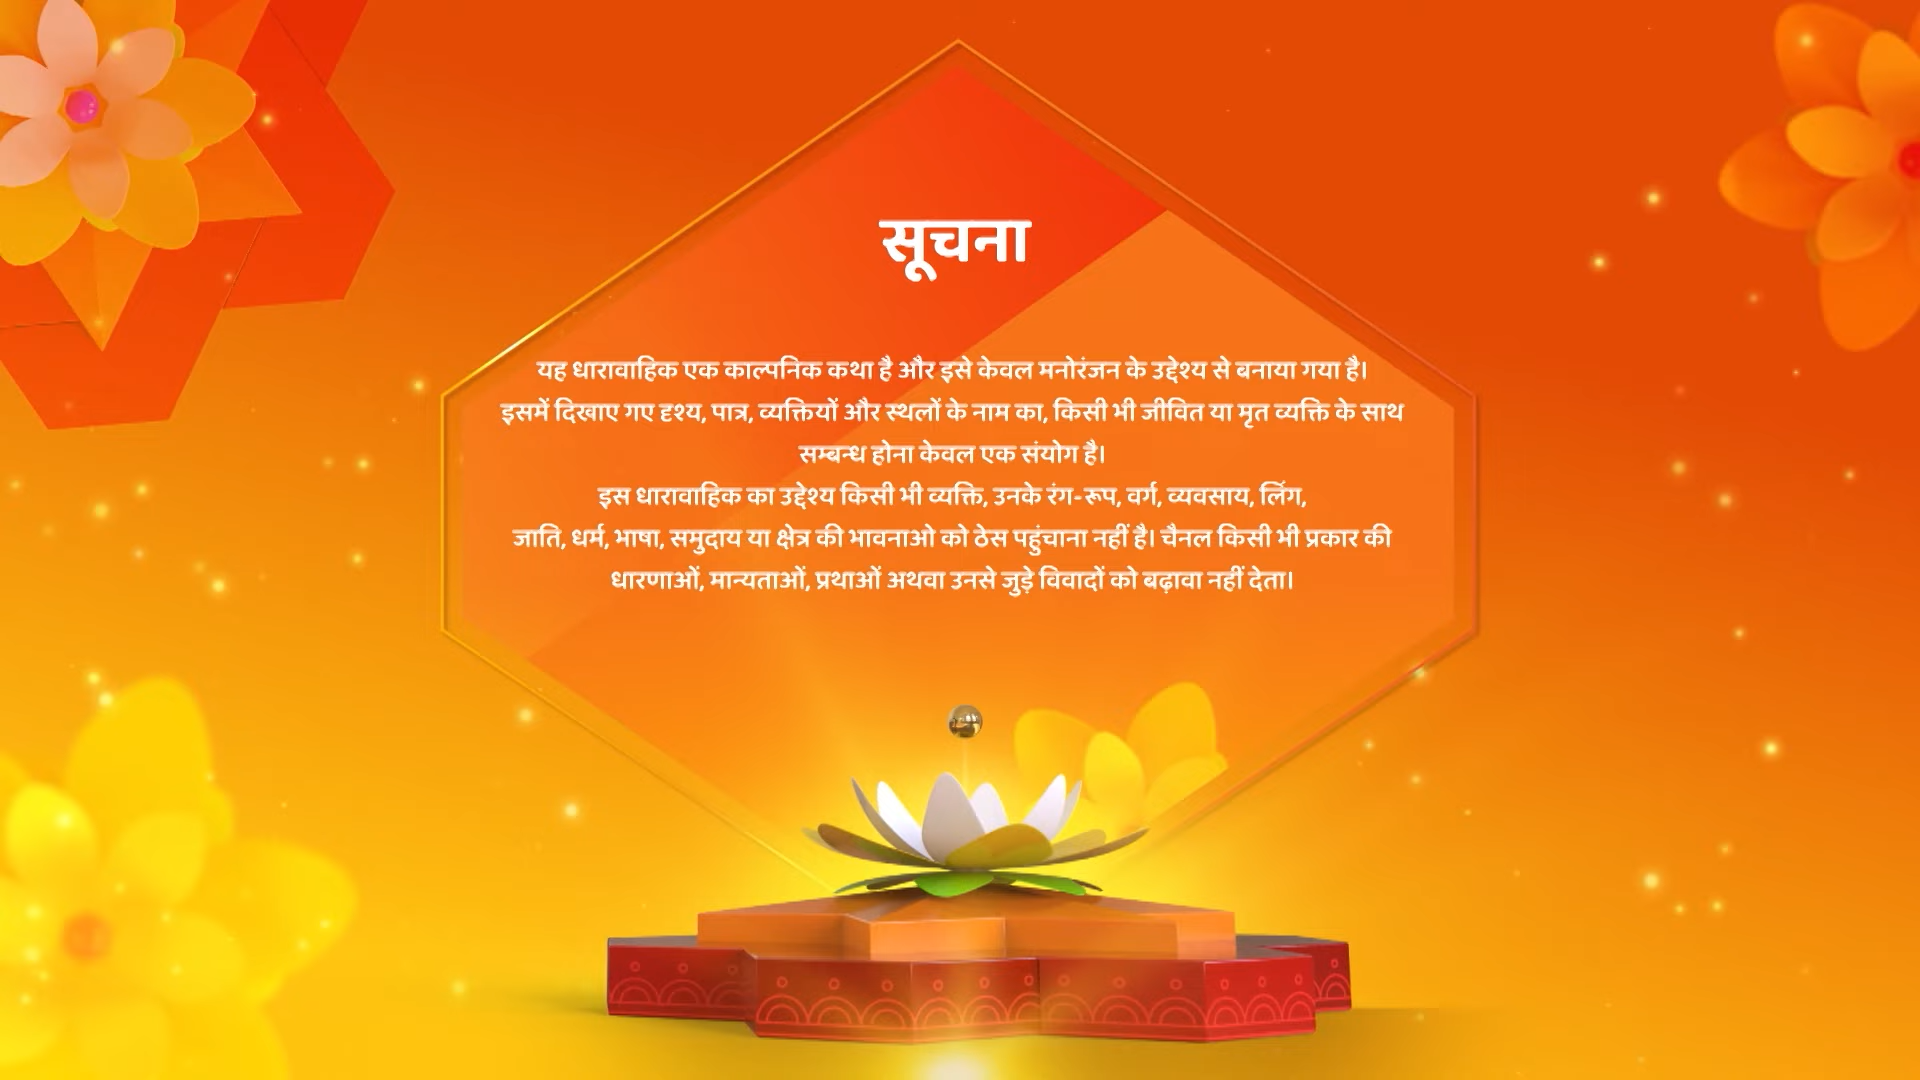 सूचना
यह धारावाहिक एक काल्पनिक कथा है और इसे केवल मनोरंजन के उद्देश्य से बनाया गया है।
इसमें दिखाए गए दृश्य, पात्र, व्यक्तियों और स्थलों के नाम का, किसी भी जीवित या मृत व्यक्ति के साथ
सम्बन्ध होना केवल एक संयोग है।
इस धारावाहिक का उद्देश्य किसी भी व्यक्ति, उनके रंग-रूप, वर्ग, व्यवसाय, लिंग,
जाति, धर्म, भाषा, समुदाय या क्षेत्र की भावनाओ को ठेस पहुंचाना नहीं है। चैनल किसी भी प्रकार की
धारणाओं, मान्यताओं, प्रथाओं अथवा उनसे जुड़े विवादों को बढ़ावा नहीं देता।